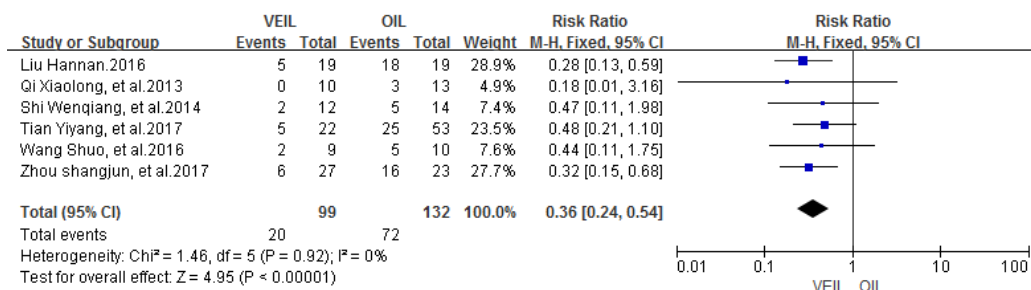 VEIL OIL Risk Ratio Risk Ratio
Study or Subgroup Events Total Events Total Weight M-H, Fixed, 95% CI M-H, Fixed, 95% CI
Liu Hannan.2016 5 19 18 19 28.9% 0.28 [0.13, 0.59]
Qi Xiaolong, et al.2013 0 10 3 13 4.9% 0.18 [0.01, 3.16]
Shi Wenqiang, et al.2014 2 12 5 14 7.4% 0.47 [0.11, 1.98]
Tian Yiyang, et al.2017 5 22 25 53 23.5% 0.48 [0.21, 1.10]
Wang Shuo, et al.2016 2 9 5 10 7.6% 0.44 [0.11, 1.75]
Zhou shangjun, et al.2017 6 27 16 23 27.7% 0.32 [0.15, 0.68]
Total (95% CI) 99 132 100.0% 0.36 [0.24, 0.54]
Total events 20 72
Heterogeneity: Chi² = 1.46, df = 5 (P = 0.92); I² = 0%
Test for overall effect: Z = 4.95 (P < 0.00001)
0.01 0.1 1 10 100
VEIL OIL